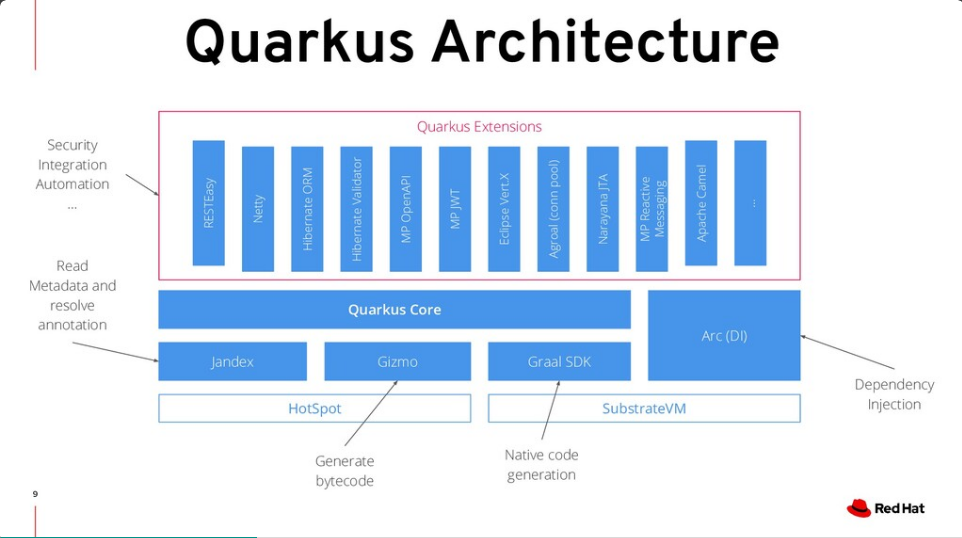 Quarkus Architecture
Quarkus Extensions
Security
Integration
Automation
...
RESTEasy
Netty
Hibernate ORM
Hibernate Validator
MP OpenAPI
MP JWT
Eclipse Vert.X
Agroal (conn pool)
Narayana JTA
MP Reactive
Messaging
Apache Camel
...
Read
Metadata and
resolve
annotation
Quarkus Core
Arc (DI)
Jandex
Gizmo
Graal SDK
HotSpot
SubstrateVM
Dependency
Injection
Generate
bytecode
Native code
generation
9
Red Hat